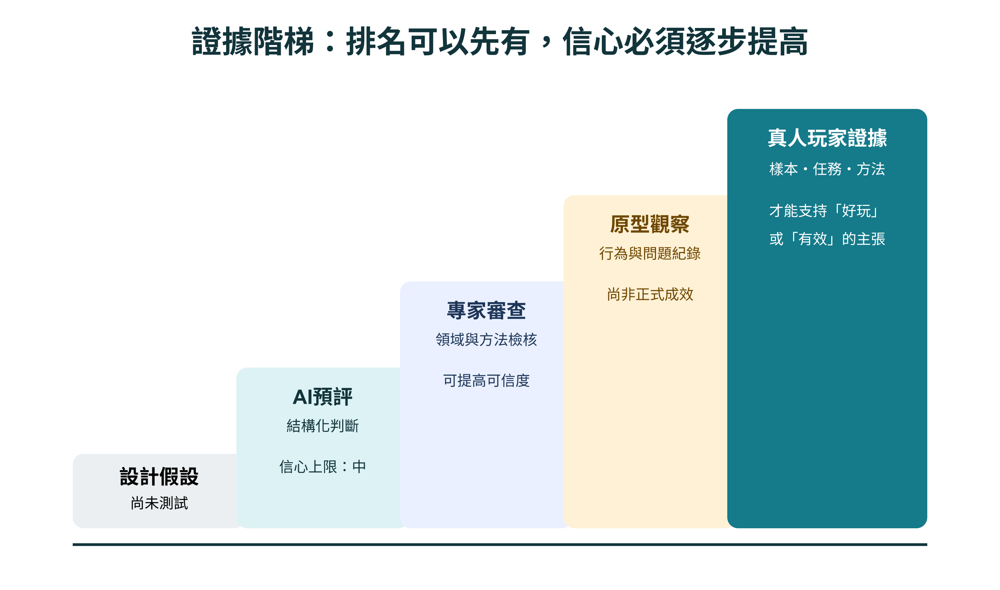 證據階梯：排名可以先有，信心必須逐步提高
設計假設
尚未測試
AI預評
結構化判斷
信心上限：中
專家審查
領域與方法檢核
可提高可信度
原型觀察
行為與問題紀錄
尚非正式成效
真人玩家證據
樣本・任務・方法
才能支持「好玩」
或「有效」的主張